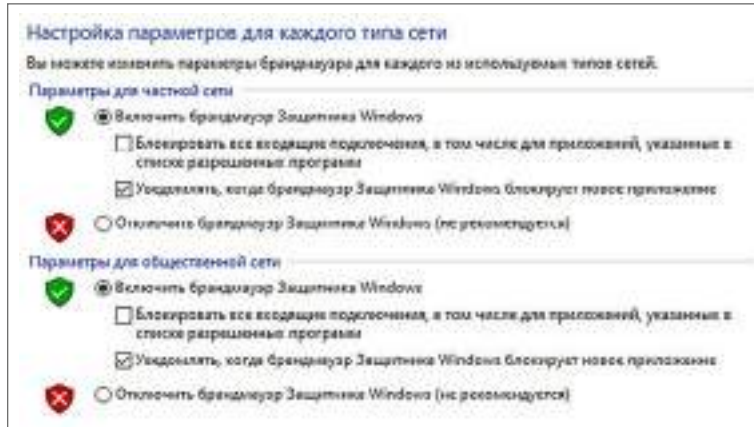 Настройка параметров для каждого типа сети
Вы можете изменить параметры брандмауэра для каждого из используемых типов сетей.
Параметры для частной сети
Включить брандмауэр Защитника Windows
Блокировать все входящие подключения, в том числе для приложений, указанных в
списке разрешенных программ
Уведомлять, когда брандмауэр Защитника Windows блокирует новое приложение
Отключить брандмауэр Защитника Windows (не рекомендуется)
Параметры для общественной сети
Включить брандмауэр Защитника Windows
Блокировать все входящие подключения, в том числе для приложений, указанных в
списке разрешенных программ
Уведомлять, когда брандмауэр Защитника Windows блокирует новое приложение
Отключить брандмауэр Защитника Windows (не рекомендуется)